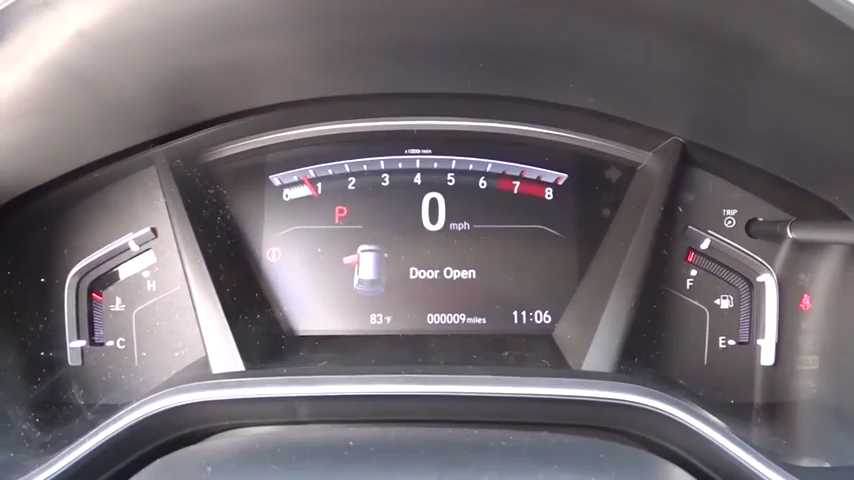 x1000r/min
0 1 2 3 4 5 6 7 8
P
0 mph
TRIP
H
F
Door Open
C
E
83°F 000009 miles 11:06